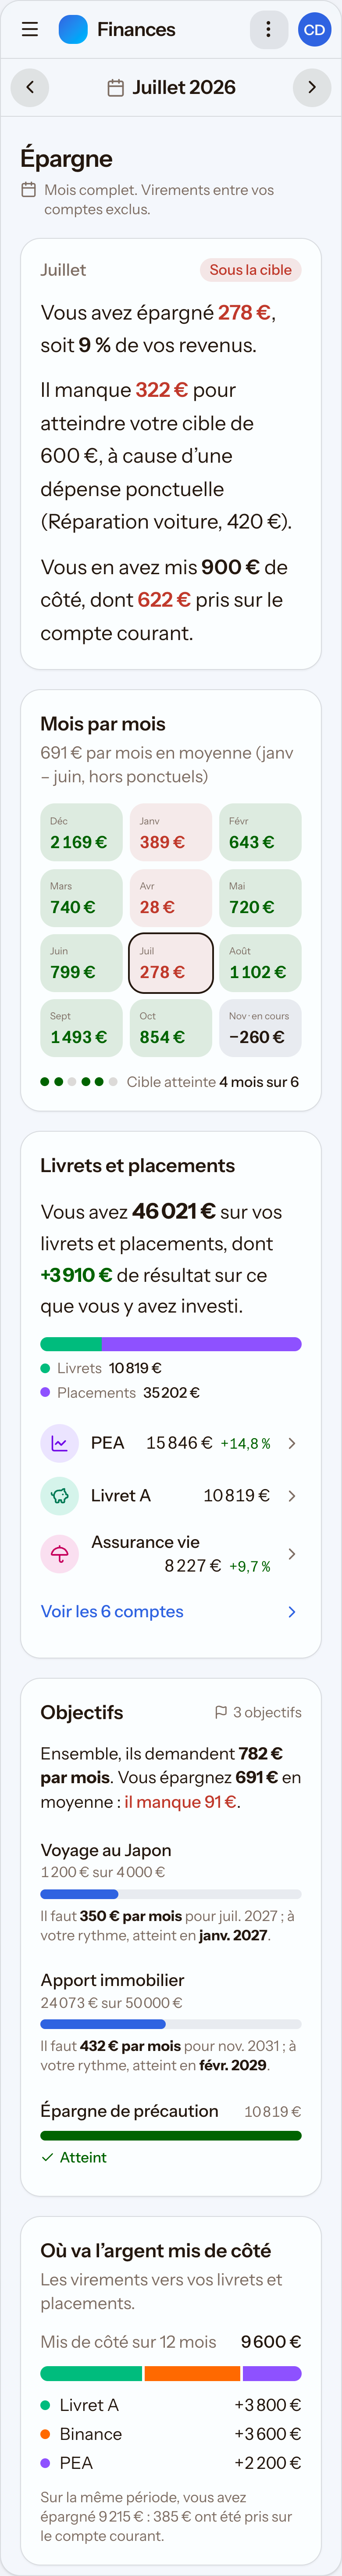 Finances
CD
Juillet 2026
Épargne
Mois complet. Virements entre vos
comptes exclus.
Juillet
Sous la cible
Vous avez épargné 278 €,
soit 9 % de vos revenus.
Il manque 322 € pour
atteindre votre cible de
600 €, à cause d’une
dépense ponctuelle
(Réparation voiture, 420 €).
Vous en avez mis 900 € de
côté, dont 622 € pris sur le
compte courant.
Mois par mois
691 € par mois en moyenne (janv
– juin, hors ponctuels)
Déc
Janv
Févr
2 169 €
389 €
643 €
Mars
Avr
Mai
740 €
28 €
720 €
Juin
Juil
Août
799 €
278 €
1 102 €
Sept
Oct
Nov · en cours
1 493 €
854 €
−260 €
Cible atteinte 4 mois sur 6
Livrets et placements
Vous avez 46 021 € sur vos
livrets et placements, dont
+3 910 € de résultat sur ce
que vous y avez investi.
Livrets 10 819 €
Placements 35 202 €
PEA 15 846 € +14,8 %
Livret A 10 819 €
Assurance vie
8 227 € +9,7 %
Voir les 6 comptes
Objectifs
3 objectifs
Ensemble, ils demandent 782 €
par mois. Vous épargnez 691 € en
moyenne : il manque 91 €.
Voyage au Japon
1 200 € sur 4 000 €
Il faut 350 € par mois pour juil. 2027 ; à
votre rythme, atteint en janv. 2027.
Apport immobilier
24 073 € sur 50 000 €
Il faut 432 € par mois pour nov. 2031 ; à
votre rythme, atteint en févr. 2029.
Épargne de précaution 10 819 €
Atteint
Où va l’argent mis de côté
Les virements vers vos livrets et
placements.
Mis de côté sur 12 mois 9 600 €
Livret A +3 800 €
Binance +3 600 €
PEA +2 200 €
Sur la même période, vous avez
épargné 9 215 € : 385 € ont été pris sur
le compte courant.